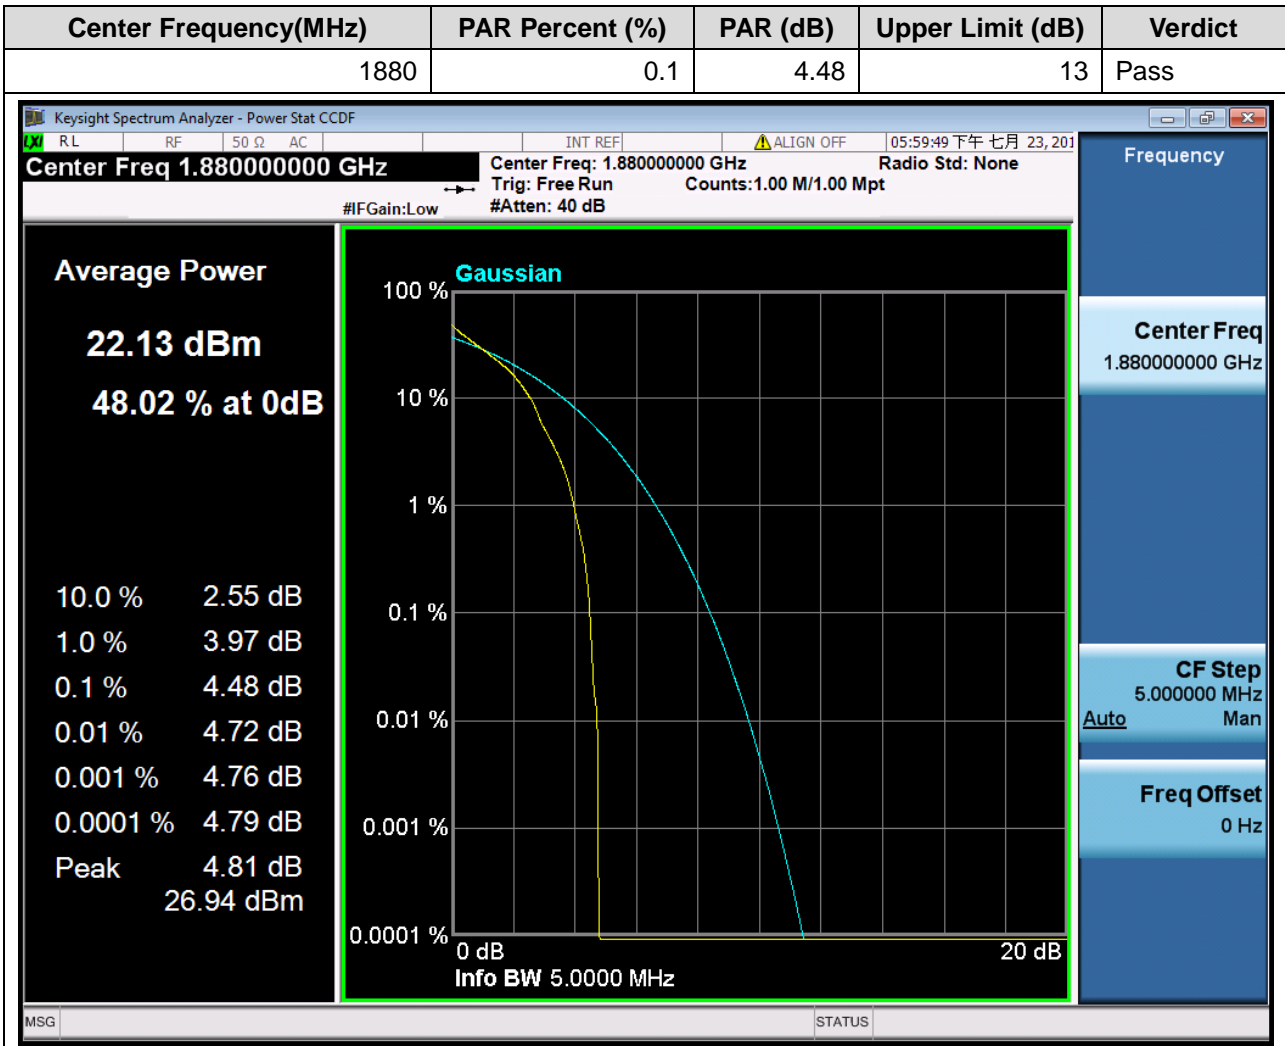 Center Frequency(MHz) PAR Percent (%) PAR (dB) Upper Limit (dB) Verdict
1880 0.1 4.48 13 Pass
Keysight Spectrum Analyzer - Power Stat CCDF
LXI RL RF 50 Ω AC INT REF ALIGN OFF 05:59:49 下午 七月 23, 201
Center Freq 1.880000000 GHz
Center Freq: 1.880000000 GHz Radio Std: None
Trig: Free Run Counts:1.00 M/1.00 Mpt
#IFGain:Low #Atten: 40 dB
Frequency
Average Power
22.13 dBm
48.02 % at 0dB
10.0 % 2.55 dB
1.0 % 3.97 dB
0.1 % 4.48 dB
0.01 % 4.72 dB
0.001 % 4.76 dB
0.0001 % 4.79 dB
Peak 4.81 dB
26.94 dBm
Gaussian
100 %
10 %
1 %
0.1 %
0.01 %
0.001 %
0.0001 %
0 dB 20 dB
Info BW 5.0000 MHz
Center Freq
1.880000000 GHz
CF Step
5.000000 MHz
Auto Man
Freq Offset
0 Hz
MSG STATUS